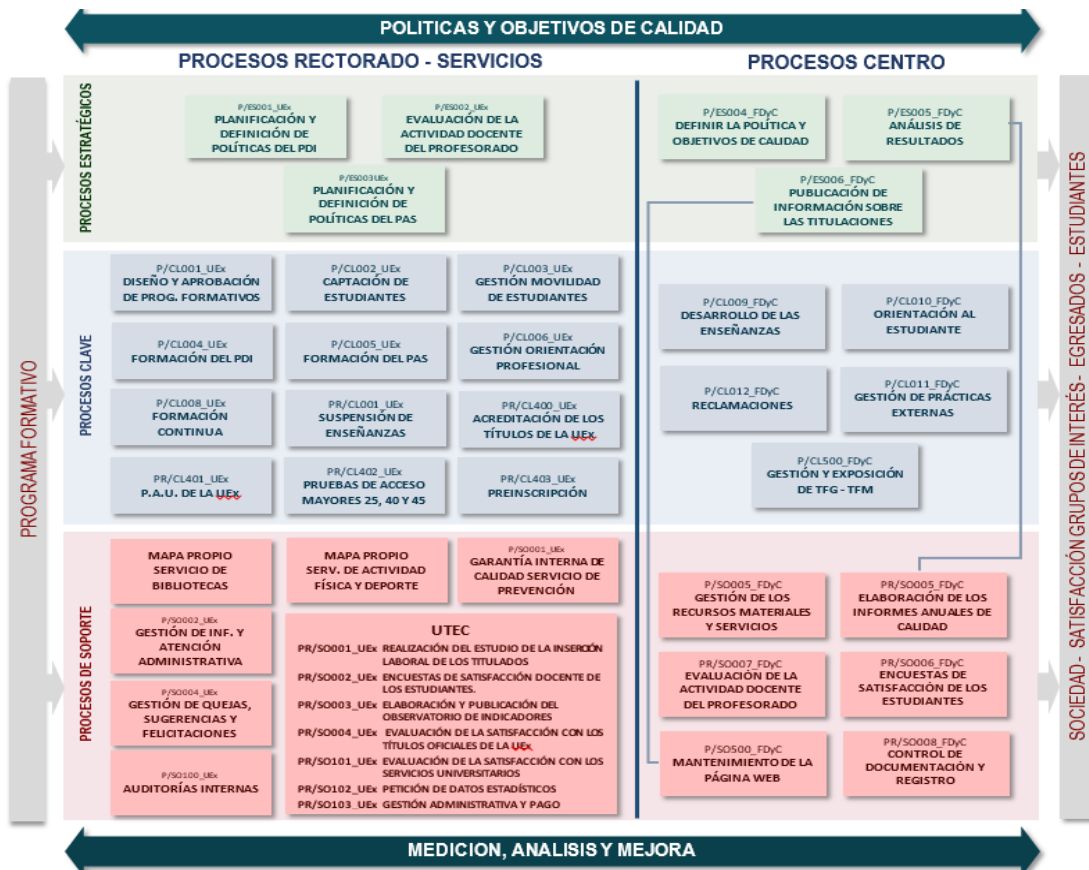 POLITICAS Y OBJETIVOS DE CALIDAD
PROCESOS RECTORADO - SERVICIOS
PROCESOS CENTRO
PROGRAMA FORMATIVO
PROCESOS ESTRATÉGICOS
P/ES001_UEx
PLANIFICACIÓN Y
DEFINICIÓN DE
POLÍTICAS DEL PDI
P/ES002_UEx
EVALUACIÓN DE LA
ACTIVIDAD DOCENTE
DEL PROFESORADO
P/ES003UEx
PLANIFICACIÓN Y
DEFINICIÓN DE
POLÍTICAS DEL PAS
P/ES004_FDyC
DEFINIR LA POLÍTICA Y
OBJETIVOS DE CALIDAD
P/ES005_FDyC
ANÁLISIS DE
RESULTADOS
P/ES006_FDyC
PUBLICACIÓN DE
INFORMACIÓN SOBRE
LAS TITULACIONES
PROCESOS CLAVE
P/CL001_UEx
DISEÑO Y APROBACIÓN
DE PROG. FORMATIVOS
P/CL002_UEx
CAPTACIÓN DE
ESTUDIANTES
P/CL003_UEx
GESTIÓN MOVILIDAD
DE ESTUDIANTES
P/CL004_UEx
FORMACIÓN DEL PDI
P/CL005_UEx
FORMACIÓN DEL PAS
P/CL006_UEx
GESTIÓN ORIENTACIÓN
PROFESIONAL
P/CL008_UEx
FORMACIÓN
CONTINUA
PR/CL001_UEx
SUSPENSIÓN DE
ENSEÑANZAS
PR/CL400_UEx
ACREDITACIÓN DE LOS
TÍTULOS DE LA UEx
PR/CL401_UEx
P.A.U. DE LA UEx
PR/CL402_UEx
PRUEBAS DE ACCESO
MAYORES 25, 40 Y 45
PR/CL403_UEx
PREINSCRIPCIÓN
P/CL009_FDyC
DESARROLLO DE LAS
ENSEÑANZAS
P/CL010_FDyC
ORIENTACIÓN AL
ESTUDIANTE
P/CL012_FDyC
RECLAMACIONES
P/CL011_FDyC
GESTIÓN DE PRÁCTICAS
EXTERNAS
P/CL500_FDyC
GESTIÓN Y EXPOSICIÓN
DE TFG - TFM
PROCESOS DE SOPORTE
MAPA PROPIO
SERVICIO DE
BIBLIOTECAS
MAPA PROPIO
SERV. DE ACTIVIDAD
FÍSICA Y DEPORTE
P/SO001_UEx
GARANTÍA INTERNA DE
CALIDAD SERVICIO DE
PREVENCIÓN
P/SO002_UEx
GESTIÓN DE INF. Y
ATENCIÓN
ADMINISTRATIVA
P/SO004_UEx
GESTIÓN DE QUEJAS,
SUGERENCIAS Y
FELICITACIONES
P/SO100_UEx
AUDITORÍAS INTERNAS
UTEC
PR/SO001_UEx REALIZACIÓN DEL ESTUDIO DE LA INSERCIÓN
LABORAL DE LOS TITULADOS
PR/SO002_UEx ENCUESTAS DE SATISFACCIÓN DOCENTE DE
LOS ESTUDIANTES.
PR/SO003_UEx ELABORACIÓN Y PUBLICACIÓN DEL
OBSERVATORIO DE INDICADORES
PR/SO004_UEx EVALUACIÓN DE LA SATISFACCIÓN CON LOS
TÍTULOS OFICIALES DE LA UEx
PR/SO101_UEx EVALUACIÓN DE LA SATISFACCIÓN CON LOS
SERVICIOS UNIVERSITARIOS
PR/SO102_UEx PETICIÓN DE DATOS ESTADÍSTICOS
PR/SO103_UEx GESTIÓN ADMINISTRATIVA Y PAGO
P/SO005_FDyC
GESTIÓN DE LOS
RECURSOS MATERIALES
Y SERVICIOS
PR/SO005_FDyC
ELABORACIÓN DE LOS
INFORMES ANUALES DE
CALIDAD
PR/SO007_FDyC
EVALUACIÓN DE LA
ACTIVIDAD DOCENTE
DEL PROFESORADO
PR/SO006_FDyC
ENCUESTAS DE
SATISFACCIÓN DE LOS
ESTUDIANTES
P/SO500_FDyC
MANTENIMIENTO DE LA
PÁGINA WEB
PR/SO008_FDyC
CONTROL DE
DOCUMENTACIÓN Y
REGISTRO
SOCIEDAD - SATISFACCIÓN GRUPOS DE INTERÉS - EGRESADOS - ESTUDIANTES
MEDICION, ANALISIS Y MEJORA